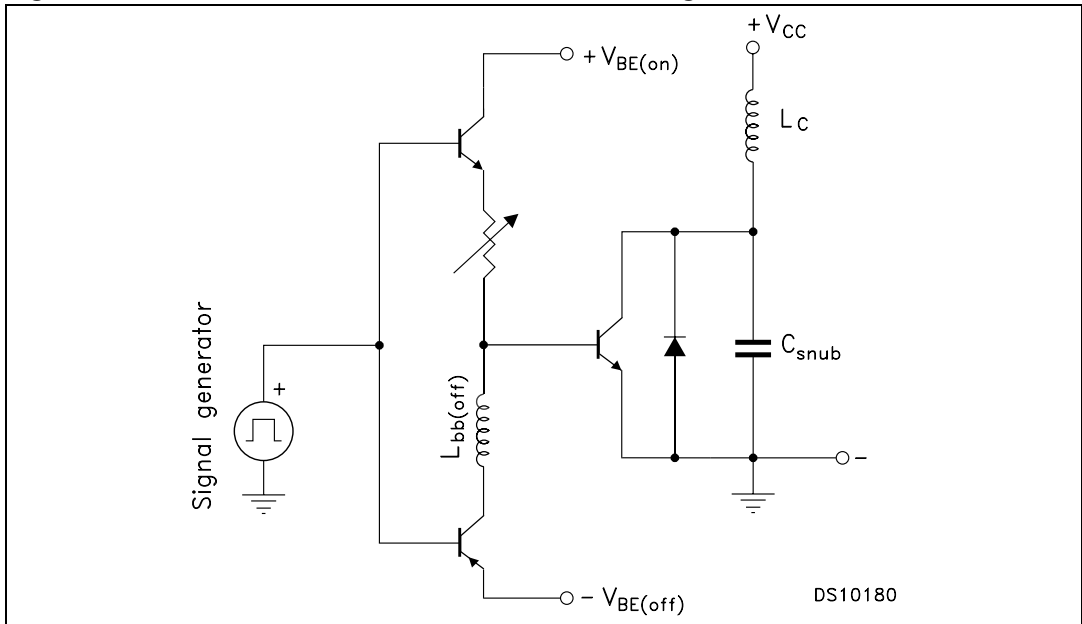 + VCC
+ VBE(on)
LC
Signal generator
+
Csnub
Lbb(off)
–
– VBE(off)
DS10180